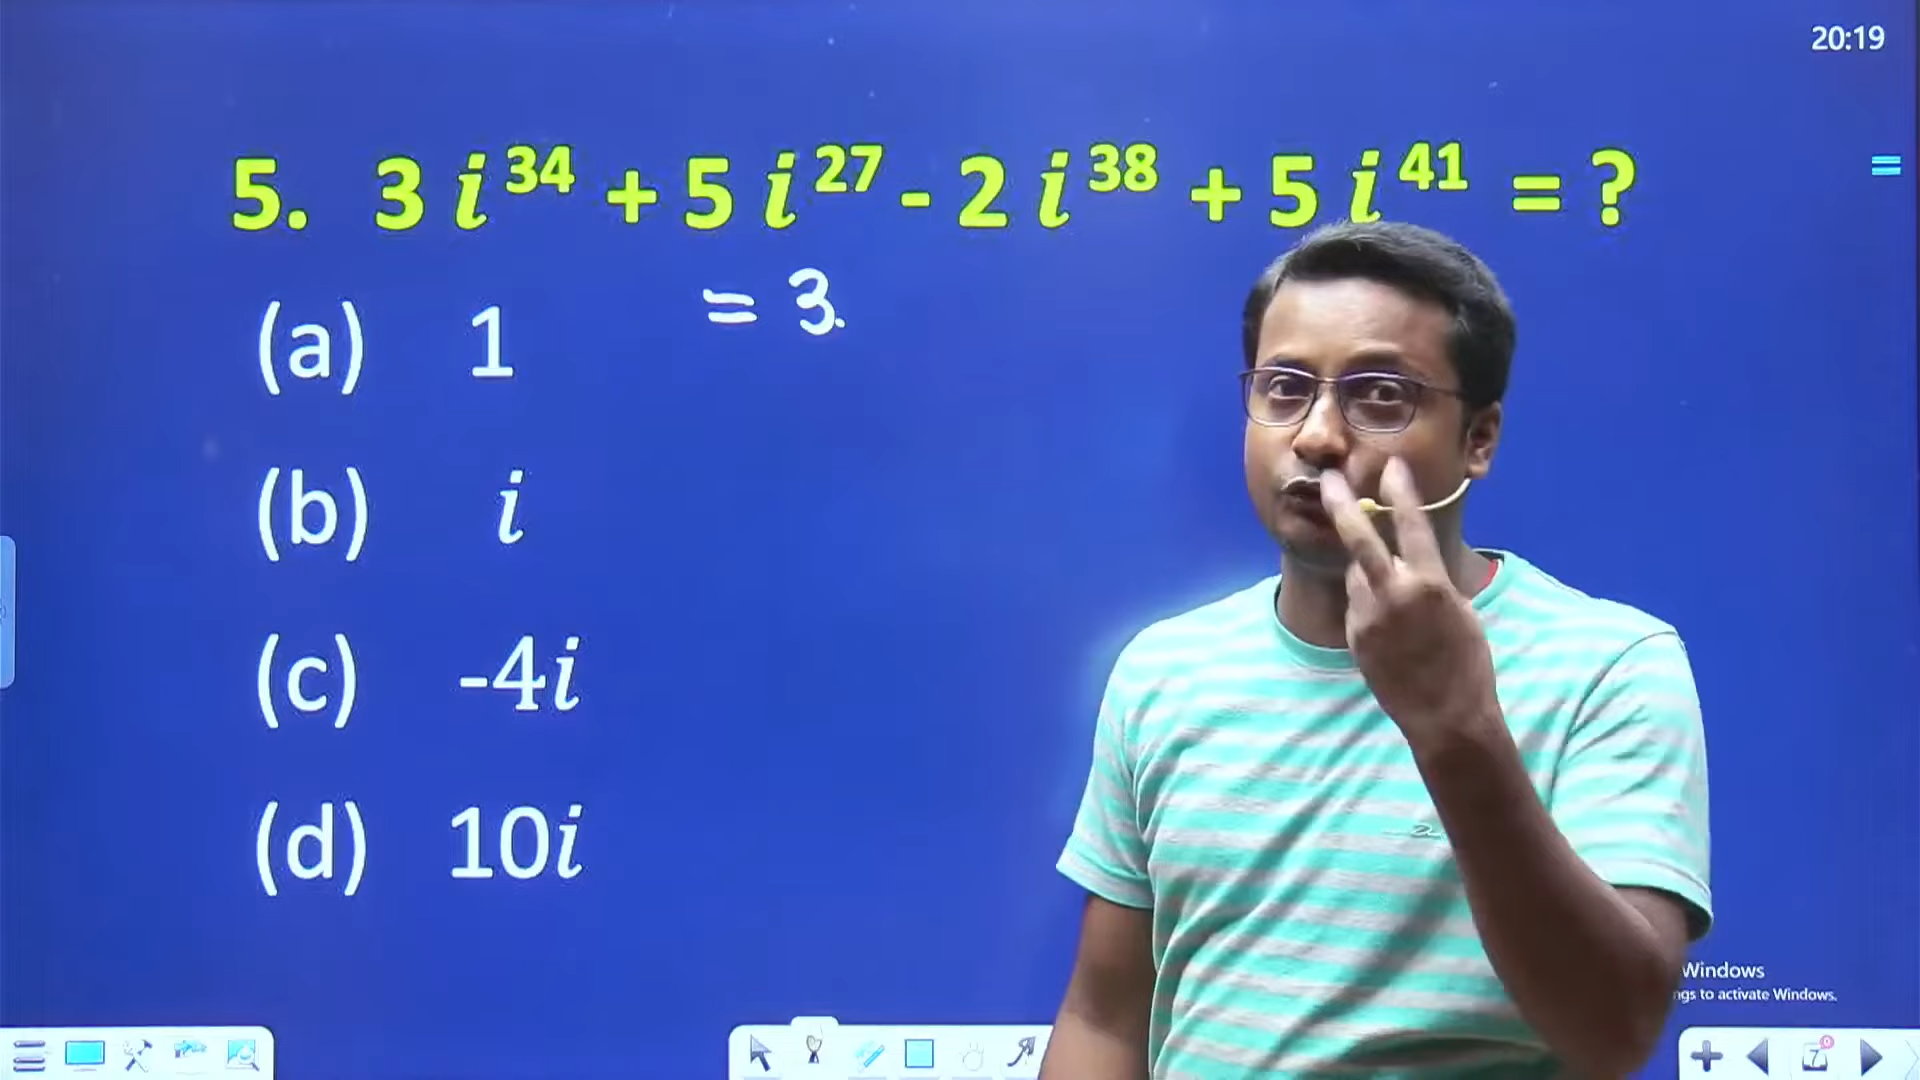 20:19
5. 3 i³⁴ + 5 i²⁷ - 2 i³⁸ + 5 i⁴¹ = ?
= 3.
(a) 1
(b) i
(c) -4i
(d) 10i
Windows
ngs to activate Windows.